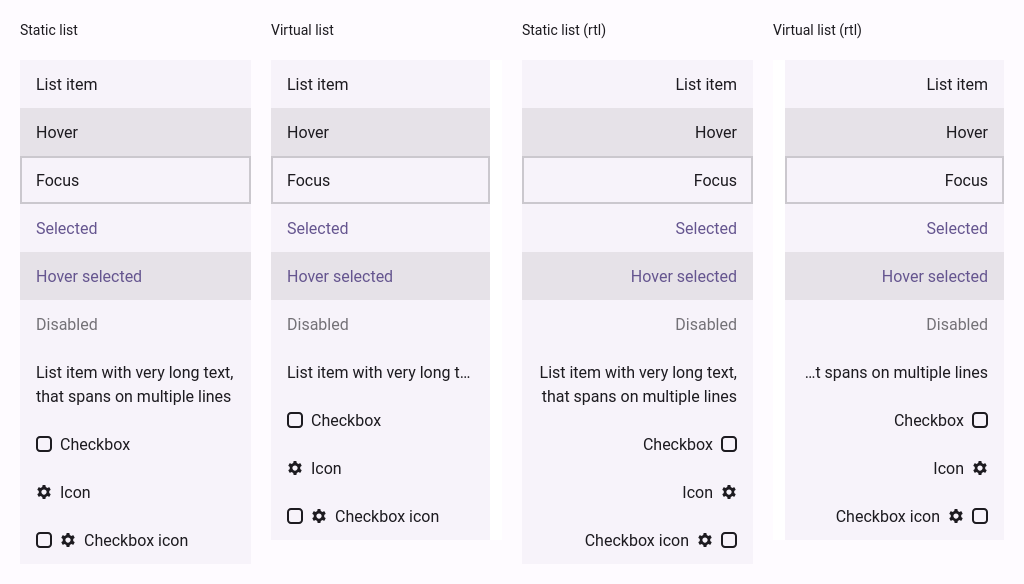 Static list
List item
Hover
Focus
Selected
Hover selected
Disabled
List item with very long text,
that spans on multiple lines
Checkbox
Icon
Checkbox icon
Virtual list
List item
Hover
Focus
Selected
Hover selected
Disabled
List item with very long t…
Checkbox
Icon
Checkbox icon
Static list (rtl)
List item
Hover
Focus
Selected
Hover selected
Disabled
List item with very long text,
that spans on multiple lines
Checkbox
Icon
Checkbox icon
Virtual list (rtl)
List item
Hover
Focus
Selected
Hover selected
Disabled
…t spans on multiple lines
Checkbox
Icon
Checkbox icon